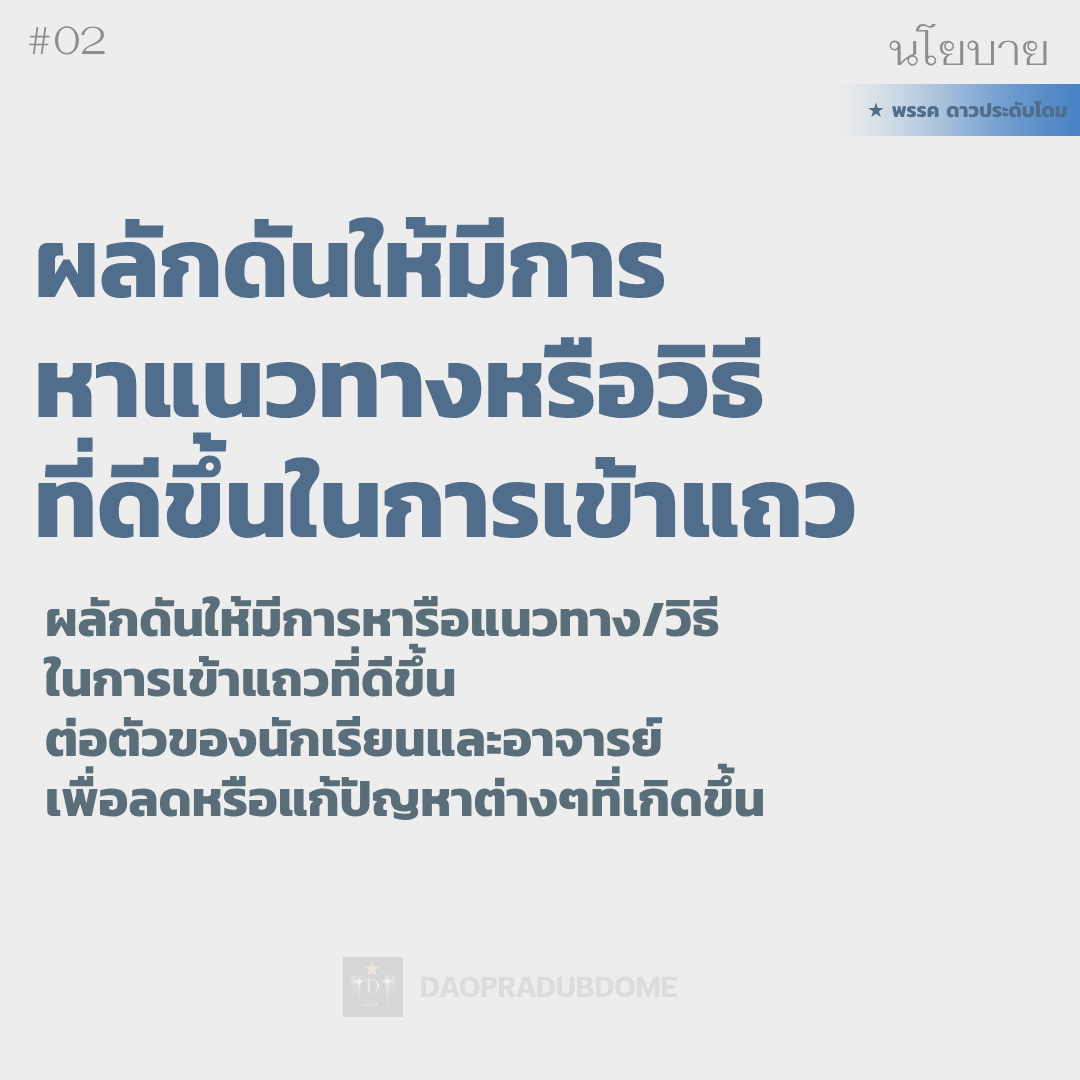 #02
นโยบาย
★ พรรค ดาวประดับโดม
ผลักดันให้มีการ
หาแนวทางหรือวิธี
ที่ดีขึ้นในการเข้าแถว
ผลักดันให้มีการหารือแนวทาง/วิธี
ในการเข้าแถวที่ดีขึ้น
ต่อตัวของนักเรียนและอาจารย์
เพื่อลดหรือแก้ปัญหาต่างๆที่เกิดขึ้น
D
DAOPRADUBDOME